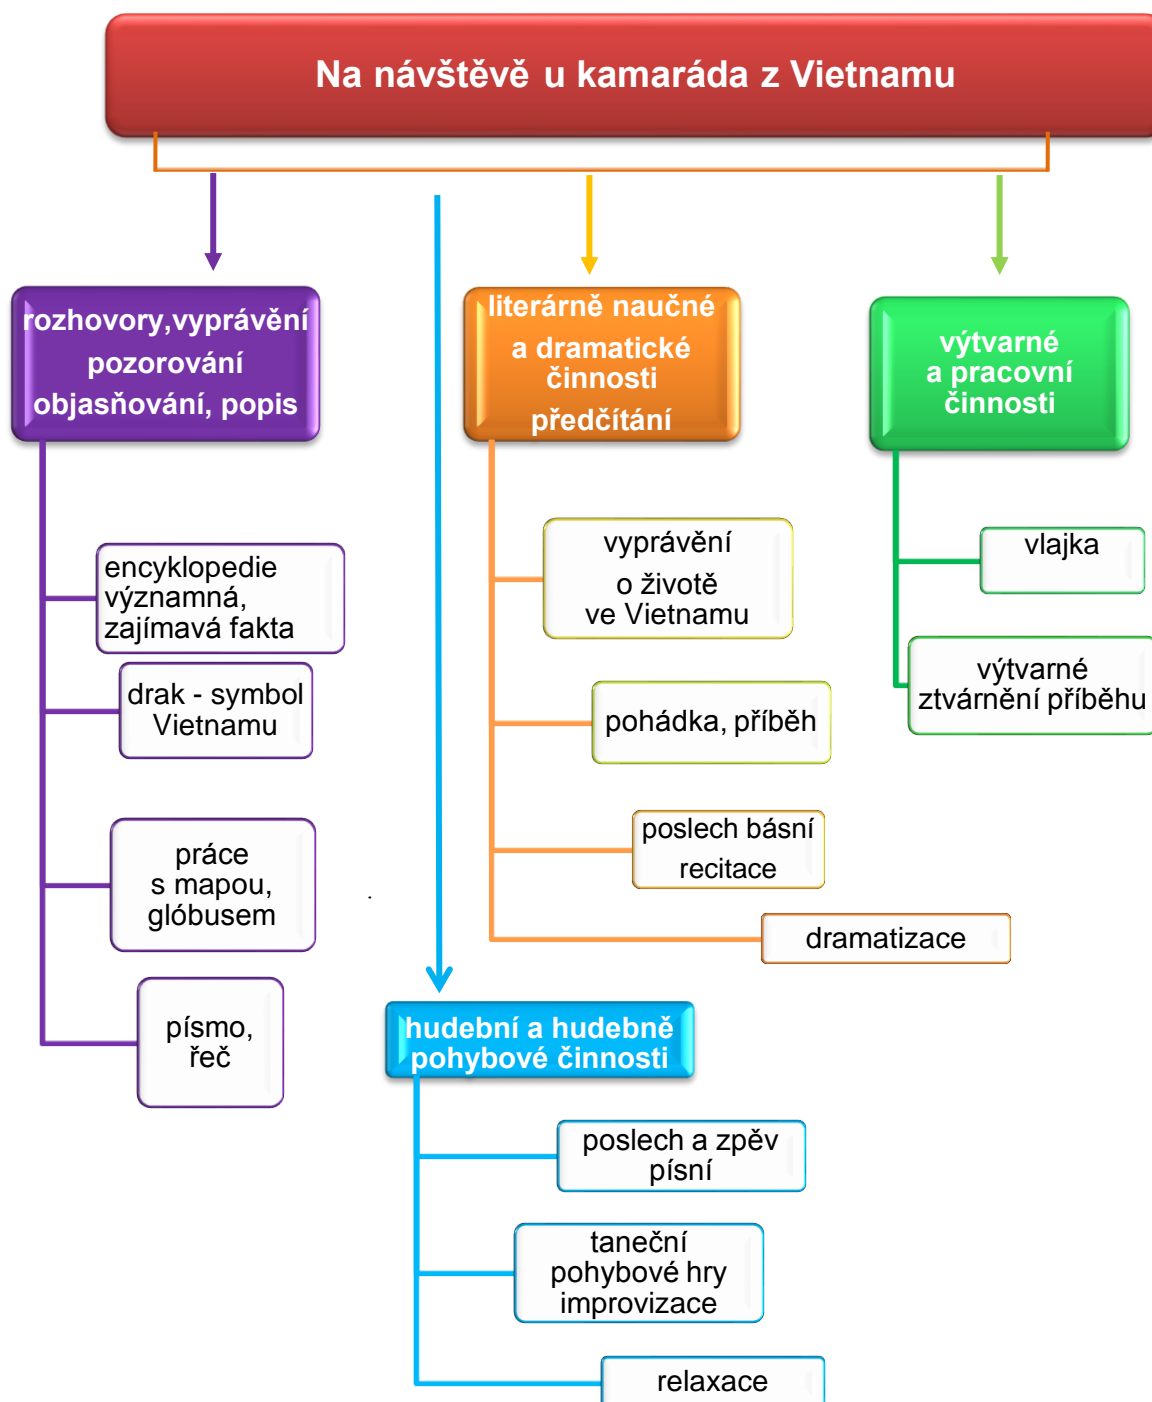 Na návštěvě u kamaráda z Vietnamu
rozhovory,vyprávění
pozorování
objasňování, popis
encyklopedie
významná,
zajímavá fakta
drak - symbol
Vietnamu
práce
s mapou,
glóbusem
písmo,
řeč
literárně naučné
a dramatické
činnosti
předčítání
vyprávění
o životě
ve Vietnamu
pohádka, příběh
poslech básní
recitace
dramatizace
výtvarné
a pracovní
činnosti
vlajka
výtvarné
ztvárnění příběhu
.
hudební a hudebně
pohybové činnosti
poslech a zpěv
písní
taneční
pohybové hry
improvizace
relaxace